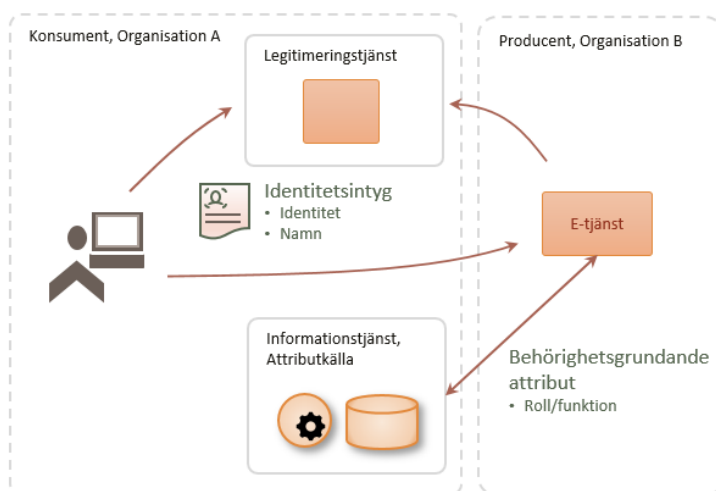 Konsument, Organisation A
Legitimeringstjänst
Producent, Organisation B
Identitetsintyg
• Identitet
• Namn
E-tjänst
Informationstjänst,
Attributkälla
Behörighetsgrundande
attribut
• Roll/funktion